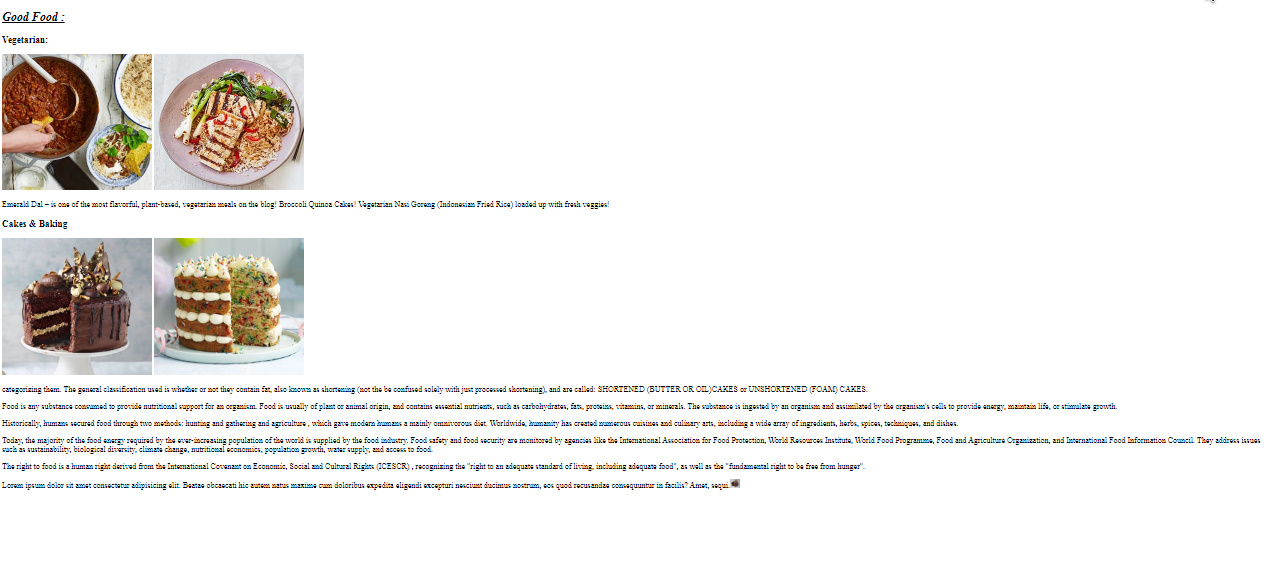 Good Food :
Vegetarian:
Emerald Dal – is one of the most flavorful, plant-based, vegetarian meals on the blog! Broccoli Quinoa Cakes! Vegetarian Nasi Goreng (Indonesian Fried Rice) loaded up with fresh veggies!
Cakes & Baking
categorizing them. The general classification used is whether or not they contain fat, also known as shortening (not the be confused solely with just processed shortening), and are called: SHORTENED (BUTTER OR OIL)CAKES or UNSHORTENED (FOAM) CAKES.
Food is any substance consumed to provide nutritional support for an organism. Food is usually of plant or animal origin, and contains essential nutrients, such as carbohydrates, fats, proteins, vitamins, or minerals. The substance is ingested by an organism and assimilated by the organism's cells to provide energy, maintain life, or stimulate growth.
Historically, humans secured food through two methods: hunting and gathering and agriculture , which gave modern humans a mainly omnivorous diet. Worldwide, humanity has created numerous cuisines and culinary arts, including a wide array of ingredients, herbs, spices, techniques, and dishes.
Today, the majority of the food energy required by the ever-increasing population of the world is supplied by the food industry. Food safety and food security are monitored by agencies like the International Association for Food Protection, World Resources Institute, World Food Programme, Food and Agriculture Organization, and International Food Information Council. They address issues
such as sustainability, biological diversity, climate change, nutritional economics, population growth, water supply, and access to food.
The right to food is a human right derived from the International Covenant on Economic, Social and Cultural Rights (ICESCR) , recognizing the "right to an adequate standard of living, including adequate food", as well as the "fundamental right to be free from hunger".
Lorem ipsum dolor sit amet consectetur adipisicing elit. Beatae obcaecati hic autem natus maxime cum doloribus expedita eligendi excepturi nesciunt ducimus nostrum, eos quod recusandae consequuntur in facilis? Amet, sequi.